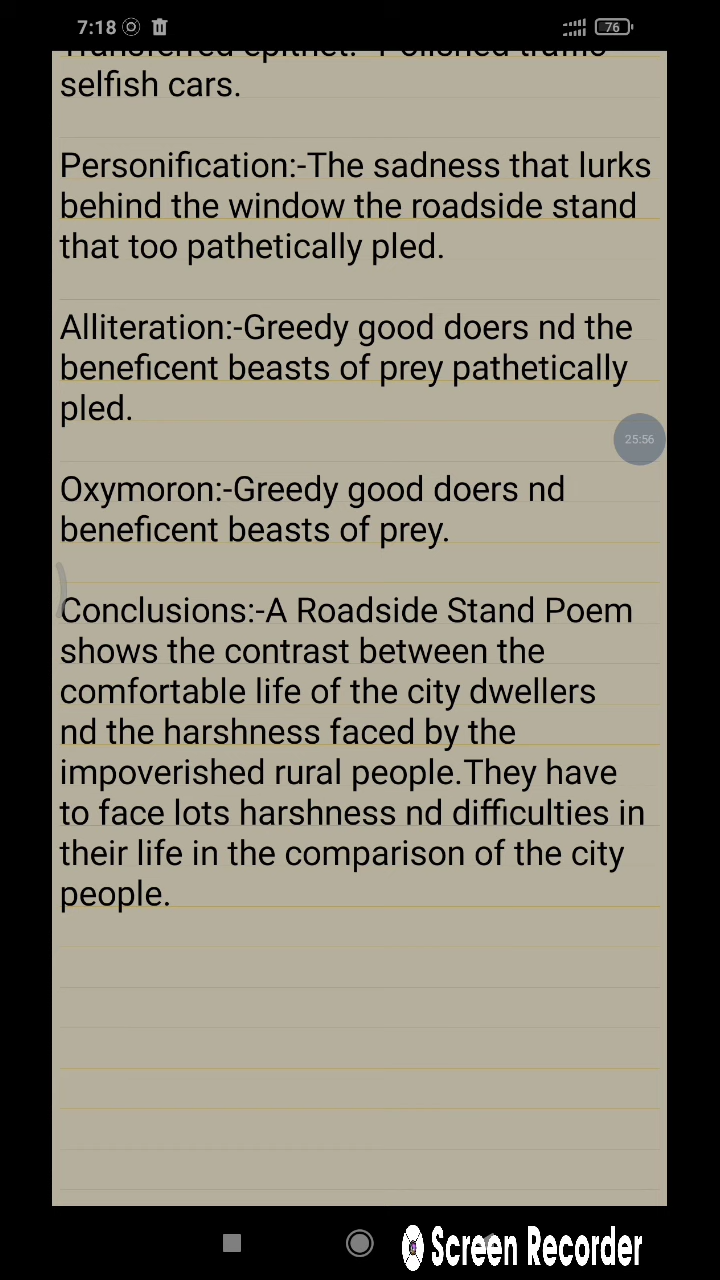 7:18
76
Transferred epithet:- Polished traffic
selfish cars.
Personification:-The sadness that lurks
behind the window the roadside stand
that too pathetically pled.
Alliteration:-Greedy good doers nd the
beneficent beasts of prey pathetically
pled.
25:56
Oxymoron:-Greedy good doers nd
beneficent beasts of prey.
Conclusions:-A Roadside Stand Poem
shows the contrast between the
comfortable life of the city dwellers
nd the harshness faced by the
impoverished rural people.They have
to face lots harshness nd difficulties in
their life in the comparison of the city
people.
Screen Recorder